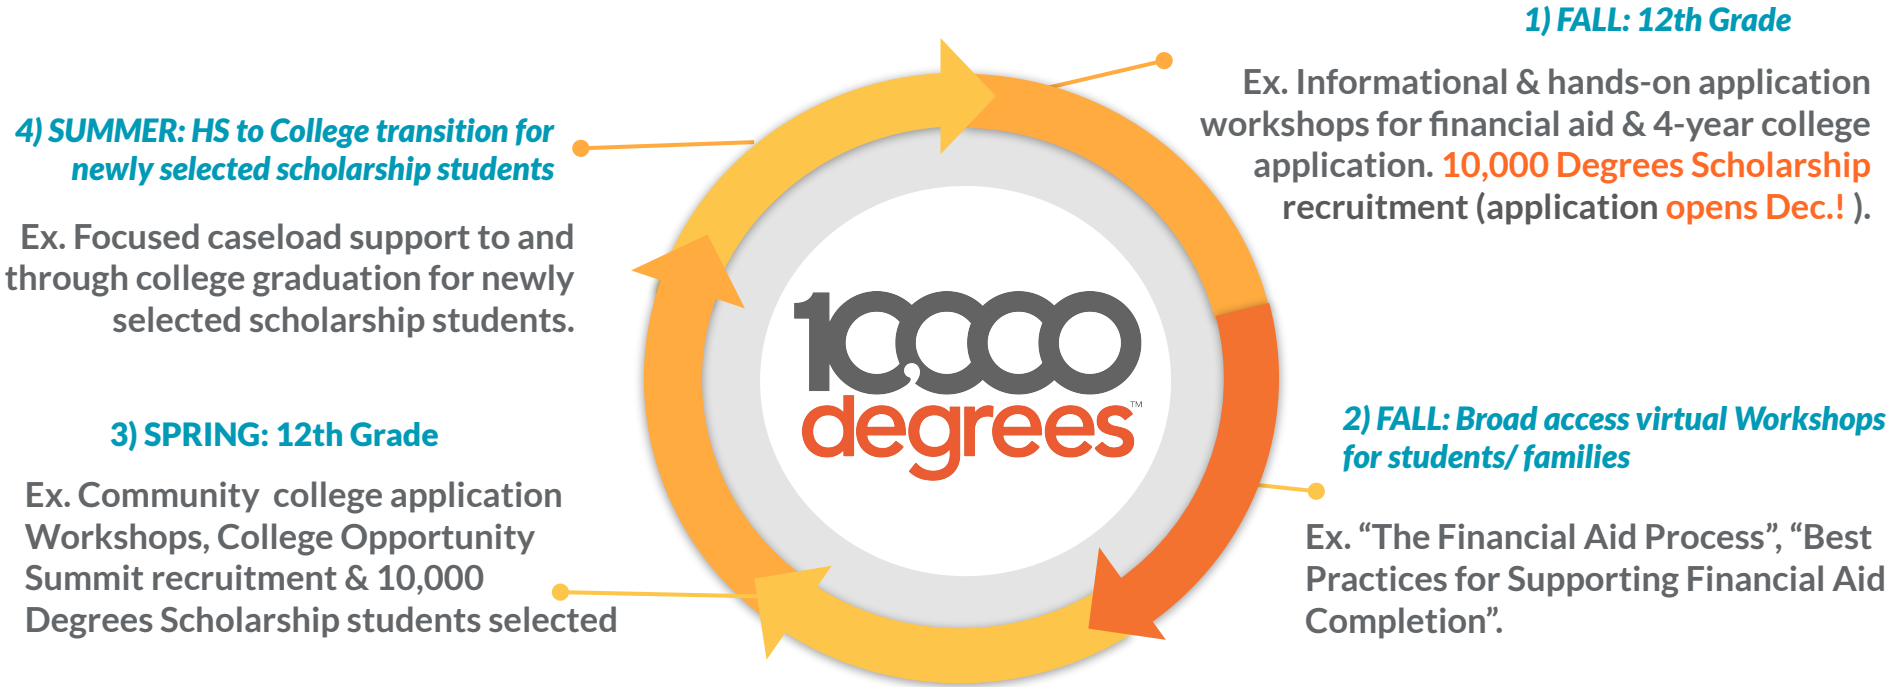 1) FALL: 12th Grade
Ex. Informational & hands-on application
workshops for financial aid & 4-year college
application. 10,000 Degrees Scholarship
recruitment (application opens Dec.! ).
2) FALL: Broad access virtual Workshops
for students/ families
Ex. “The Financial Aid Process”, “Best
Practices for Supporting Financial Aid
Completion”.
3) SPRING: 12th Grade
Ex. Community  college application
Workshops, College Opportunity
Summit recruitment & 10,000
Degrees Scholarship students selected
4) SUMMER: HS to College transition for
newly selected scholarship students
Ex. Focused caseload support to and
through college graduation for newly
selected scholarship students.
10,000
degrees™